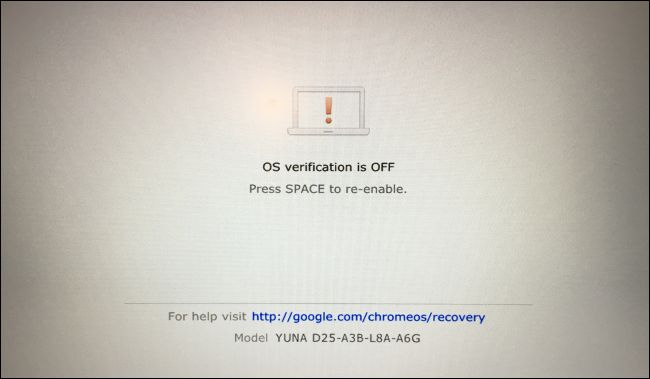 OS verification is OFF
Press SPACE to re-enable.
For help visit http://google.com/chromeos/recovery
Model YUNA D25-A3B-L8A-A6G